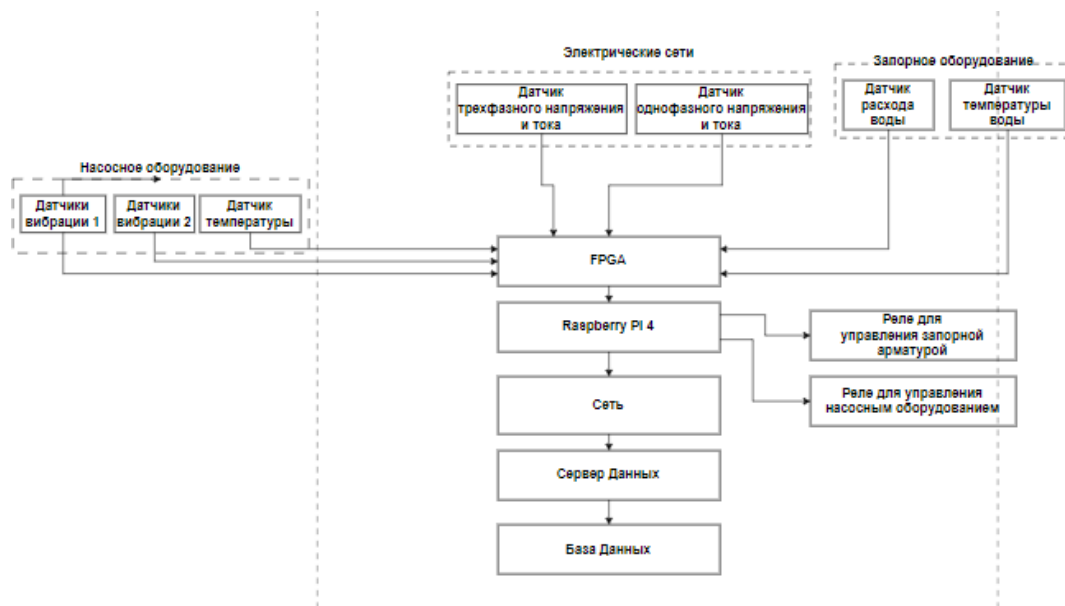 Электрические сети
Датчик
трехфазного напряжения
и тока
Датчик
однофазного напряжения
и тока
Запорное оборудование
Датчик
расхода
воды
Датчик
температуры
воды
Насосное оборудование
Датчики
вибрации 1
Датчики
вибрации 2
Датчик
температуры
FPGA
Raspberry PI 4
Реле для
управления запорной
арматурой
Сеть
Реле для управления
насосным оборудованием
Сервер Данных
База Данных